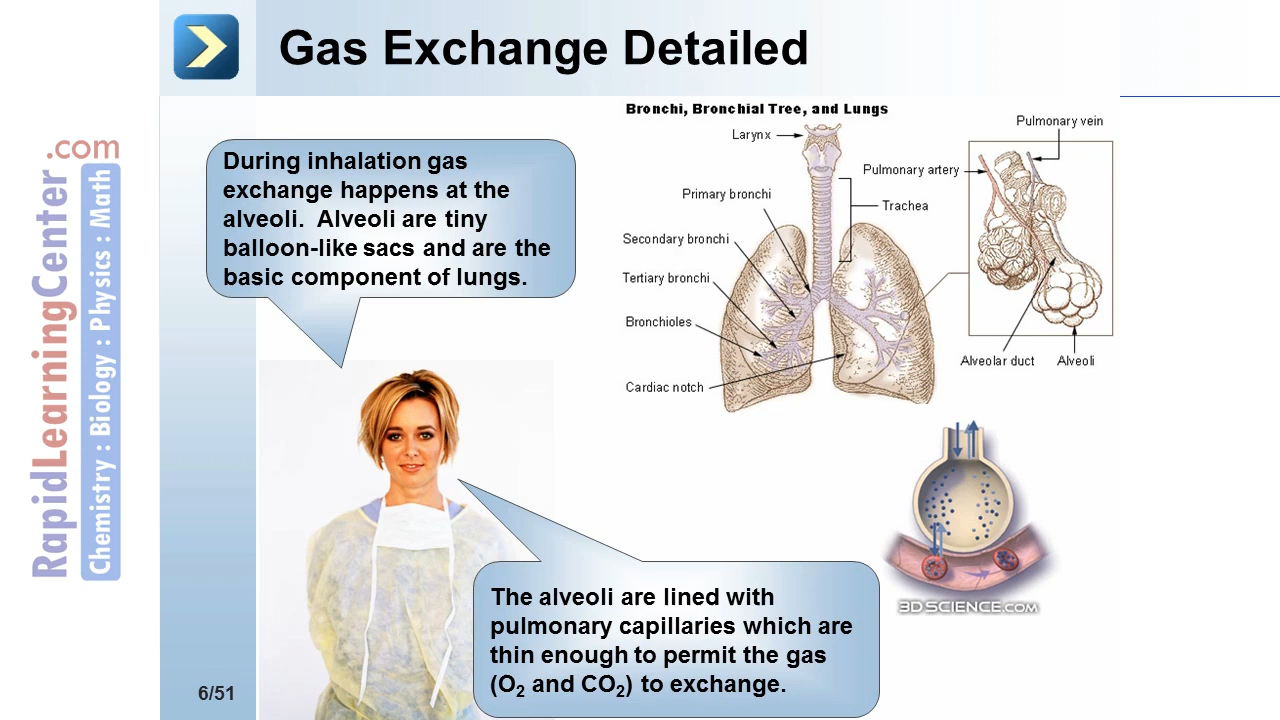 Gas Exchange Detailed
RapidLearningCenter.com
Chemistry : Biology : Physics : Math
During inhalation gas
exchange happens at the
alveoli.  Alveoli are tiny
balloon-like sacs and are the
basic component of lungs.
Bronchi, Bronchial Tree, and Lungs
Larynx
Primary bronchi
Secondary bronchi
Tertiary bronchi
Bronchioles
Cardiac notch
Trachea
Pulmonary vein
Pulmonary artery
Alveolar duct
Alveoli
The alveoli are lined with
pulmonary capillaries which are
thin enough to permit the gas
(O₂ and CO₂) to exchange.
3DSCIENCE.COM
6/51